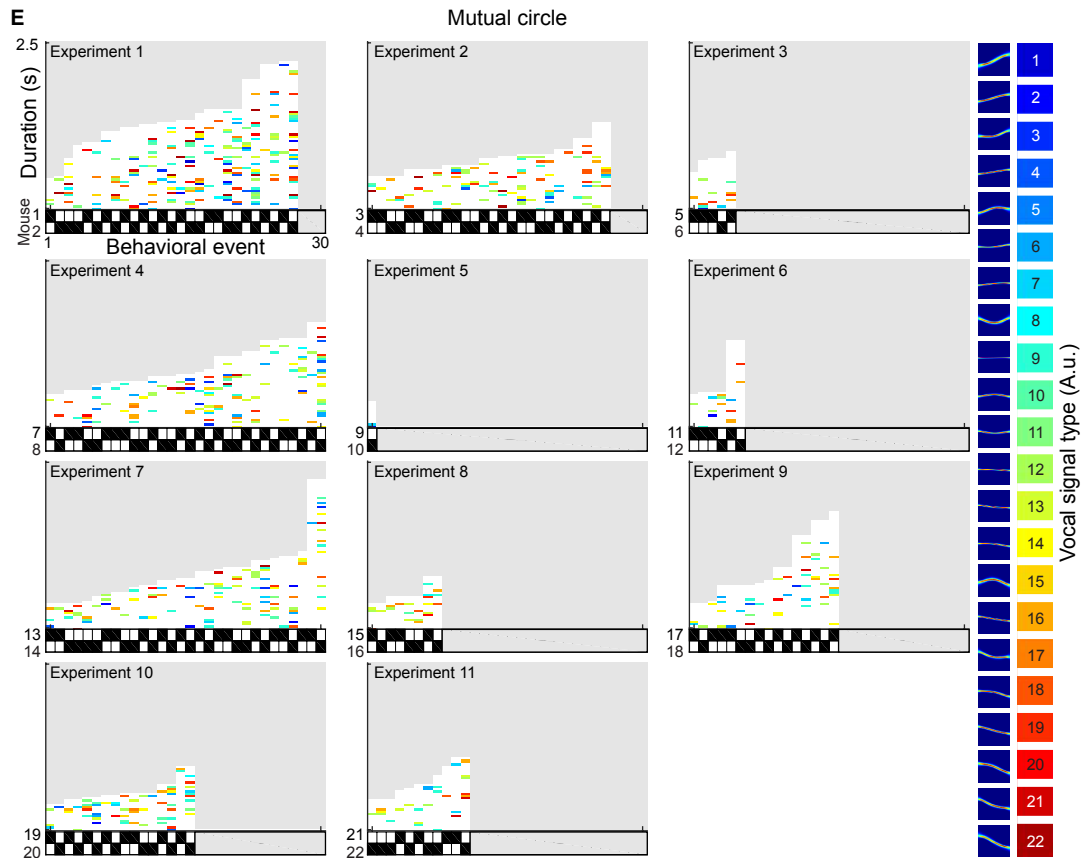 E
Mutual circle
Experiment 1
Experiment 2
Experiment 3
2.5
Duration (s)
Mouse
1
2
3
4
5
6
1
30
Behavioral event
Experiment 4
Experiment 5
Experiment 6
7
8
9
10
11
12
Experiment 7
Experiment 8
Experiment 9
13
14
15
16
17
18
Experiment 10
Experiment 11
19
20
21
22
1
2
3
4
5
6
7
8
9
10
11
12
13
14
15
16
17
18
19
20
21
22
Vocal signal type (A.u.)